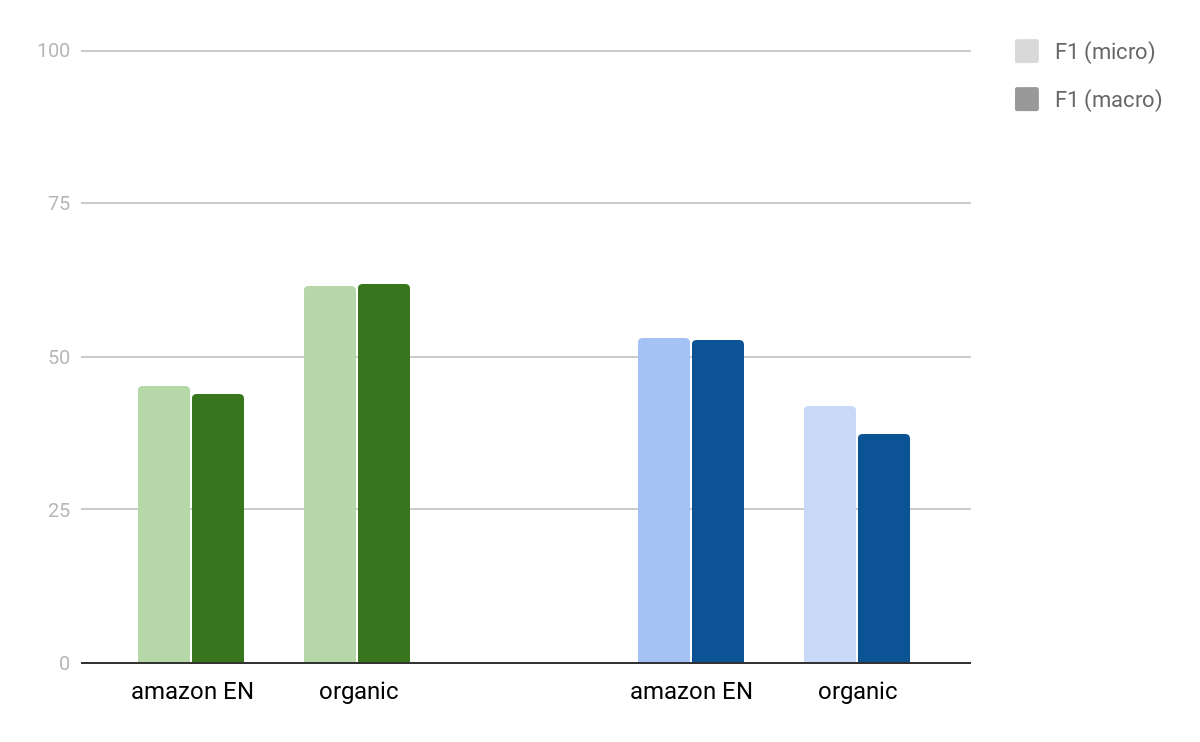 100
75
50
25
0
amazon EN
organic
amazon EN
organic
F1 (micro)
F1 (macro)